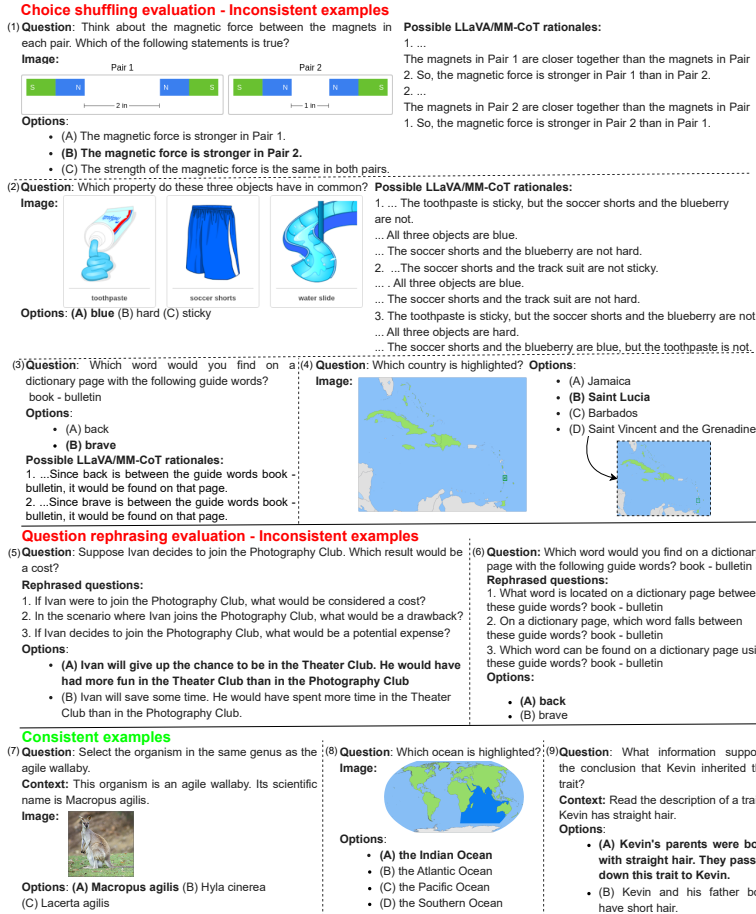 Choice shuffling evaluation - Inconsistent examples
(1) Question: Think about the magnetic force between the magnets in
each pair. Which of the following statements is true?
Image:
Pair 1
Pair 2
S N N S S N N S
2 in
1 in
Options:
• (A) The magnetic force is stronger in Pair 1.
• (B) The magnetic force is stronger in Pair 2.
• (C) The strength of the magnetic force is the same in both pairs.
Possible LLaVA/MM-CoT rationales:
1. ...
The magnets in Pair 1 are closer together than the magnets in Pair
2. So, the magnetic force is stronger in Pair 1 than in Pair 2.
2. ...
The magnets in Pair 2 are closer together than the magnets in Pair
1. So, the magnetic force is stronger in Pair 2 than in Pair 1.
(2) Question: Which property do these three objects have in common?
Image:
toothpaste
soccer shorts
water slide
Options: (A) blue (B) hard (C) sticky
Possible LLaVA/MM-CoT rationales:
1. ... The toothpaste is sticky, but the soccer shorts and the blueberry
are not.
... All three objects are blue.
... The soccer shorts and the blueberry are not hard.
2. ...The soccer shorts and the track suit are not sticky.
... . All three objects are blue.
... The soccer shorts and the track suit are not hard.
3. The toothpaste is sticky, but the soccer shorts and the blueberry are not
... All three objects are hard.
... The soccer shorts and the blueberry are blue, but the toothpaste is not.
(3) Question: Which word would you find on a
dictionary page with the following guide words?
book - bulletin
Options:
• (A) back
• (B) brave
Possible LLaVA/MM-CoT rationales:
1. ...Since back is between the guide words book -
bulletin, it would be found on that page.
2. ...Since brave is between the guide words book -
bulletin, it would be found on that page.
(4) Question: Which country is highlighted? Options:
Image:
• (A) Jamaica
• (B) Saint Lucia
• (C) Barbados
• (D) Saint Vincent and the Grenadine
Question rephrasing evaluation - Inconsistent examples
(5) Question: Suppose Ivan decides to join the Photography Club. Which result would be
a cost?
Rephrased questions:
1. If Ivan were to join the Photography Club, what would be considered a cost?
2. In the scenario where Ivan joins the Photography Club, what would be a drawback?
3. If Ivan decides to join the Photography Club, what would be a potential expense?
Options:
• (A) Ivan will give up the chance to be in the Theater Club. He would have
had more fun in the Theater Club than in the Photography Club
• (B) Ivan will save some time. He would have spent more time in the Theater
Club than in the Photography Club.
(6) Question: Which word would you find on a dictionar
page with the following guide words? book - bulletin
Rephrased questions:
1. What word is located on a dictionary page betwee
these guide words? book - bulletin
2. On a dictionary page, which word falls between
these guide words? book - bulletin
3. Which word can be found on a dictionary page usi
these guide words? book - bulletin
Options:
• (A) back
• (B) brave
Consistent examples
(7) Question: Select the organism in the same genus as the
agile wallaby.
Context: This organism is an agile wallaby. Its scientific
name is Macropus agilis.
Image:
Options: (A) Macropus agilis (B) Hyla cinerea
(C) Lacerta agilis
(8) Question: Which ocean is highlighted?
Image:
Options:
• (A) the Indian Ocean
• (B) the Atlantic Ocean
• (C) the Pacific Ocean
• (D) the Southern Ocean
(9) Question: What information suppo
the conclusion that Kevin inherited th
trait?
Context: Read the description of a trai
Kevin has straight hair.
Options:
• (A) Kevin's parents were bo
with straight hair. They pass
down this trait to Kevin.
• (B) Kevin and his father bo
have short hair.